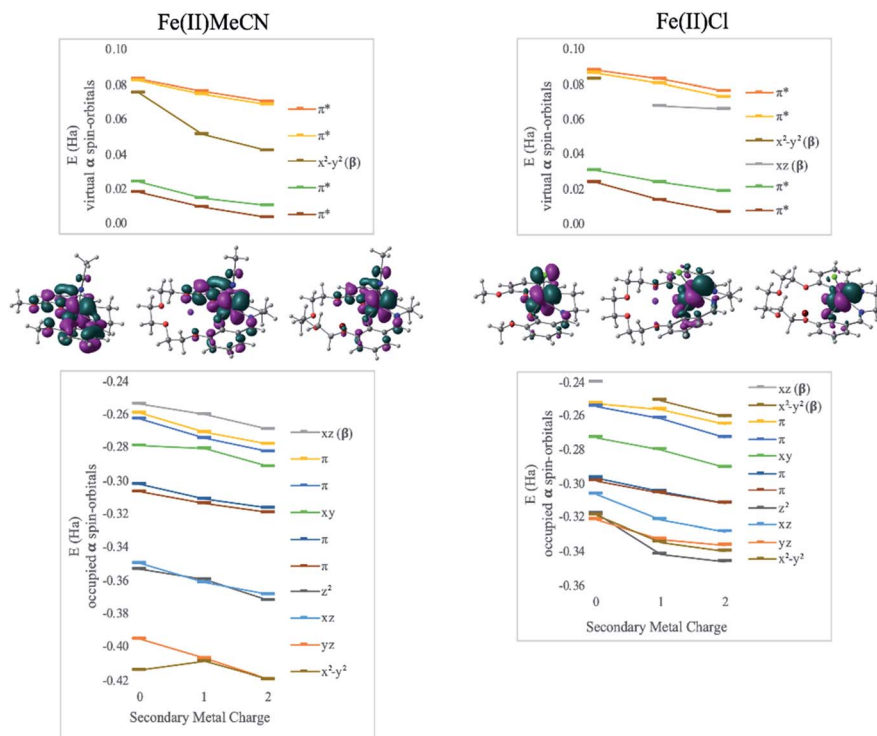 Fe(II)MeCN
E (Ha)
virtual α spin-orbitals
0.10
0.08
0.06
0.04
0.02
0.00
π*
π*
x²-y² (β)
π*
π*
E (Ha)
occupied α spin-orbitals
-0.24
-0.26
-0.28
-0.30
-0.32
-0.34
-0.36
-0.38
-0.40
-0.42
0 1 2
Secondary Metal Charge
xz (β)
π
π
xy
π
π
z²
xz
yz
x²-y²
Fe(II)Cl
E (Ha)
virtual α spin-orbitals
0.10
0.08
0.06
0.04
0.02
0.00
π*
π*
x²-y² (β)
xz (β)
π*
π*
E (Ha)
occupied α spin-orbitals
-0.24
-0.26
-0.28
-0.30
-0.32
-0.34
-0.36
0 1 2
Secondary Metal Charge
xz (β)
x²-y² (β)
π
π
xy
π
π
z²
xz
yz
x²-y²